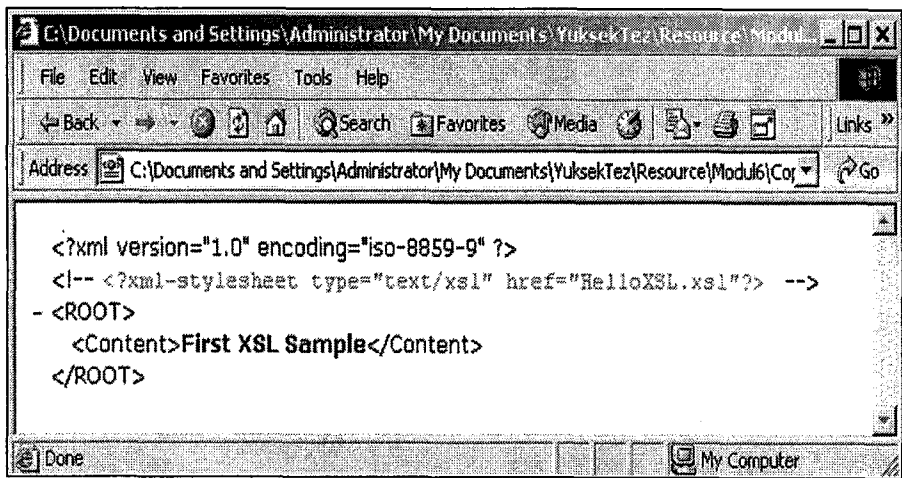 C:\Documents and Settings\Administrator\My Documents\YuksekTez\Resource\Modul...
File Edit View Favorites Tools Help
Back Search Favorites Media Links »
Address C:\Documents and Settings\Administrator\My Documents\YuksekTez\Resource\Modul6\Cor Go
<?xml version="1.0" encoding="iso-8859-9" ?>
<!-- <?xml-stylesheet type="text/xsl" href="HelloXSL.xsl"?> -->
- <ROOT>
<Content>First XSL Sample</Content>
</ROOT>
Done My Computer